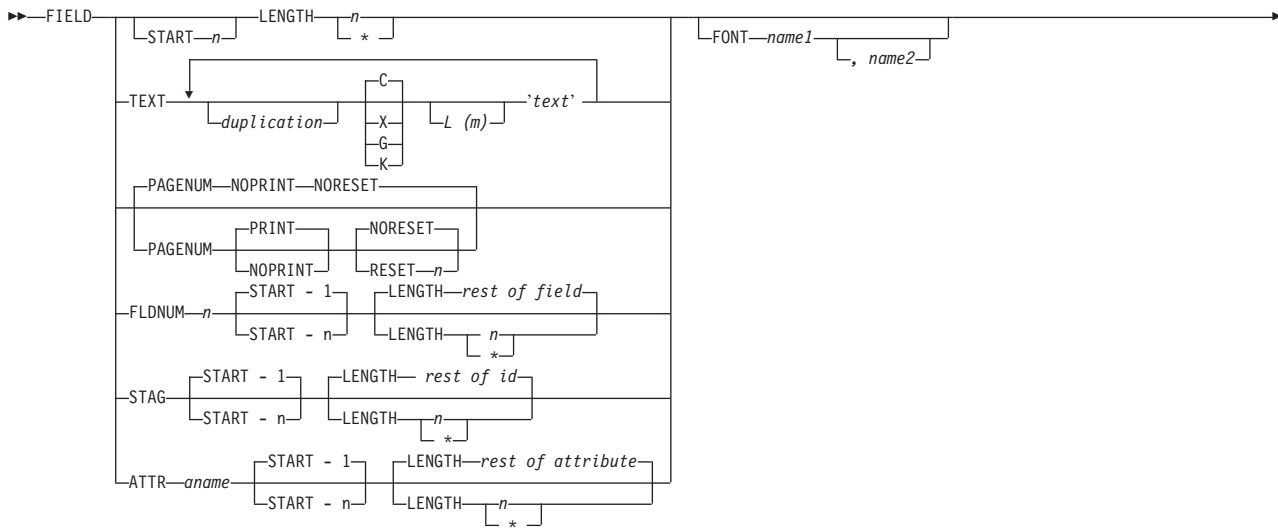 FIELD LENGTH n
START n *
FONT name1
, name2
TEXT C 'text'
duplication X L (m)
G
K
PAGENUM NOPRINT NORESET
PRINT NORESET
PAGENUM
NOPRINT RESET n
START - 1 LENGTH rest of field
FLDNUM n
START - n LENGTH n
*
START - 1 LENGTH rest of id
STAG
START - n LENGTH n
*
START - 1 LENGTH rest of attribute
ATTR aname
START - n LENGTH n
*